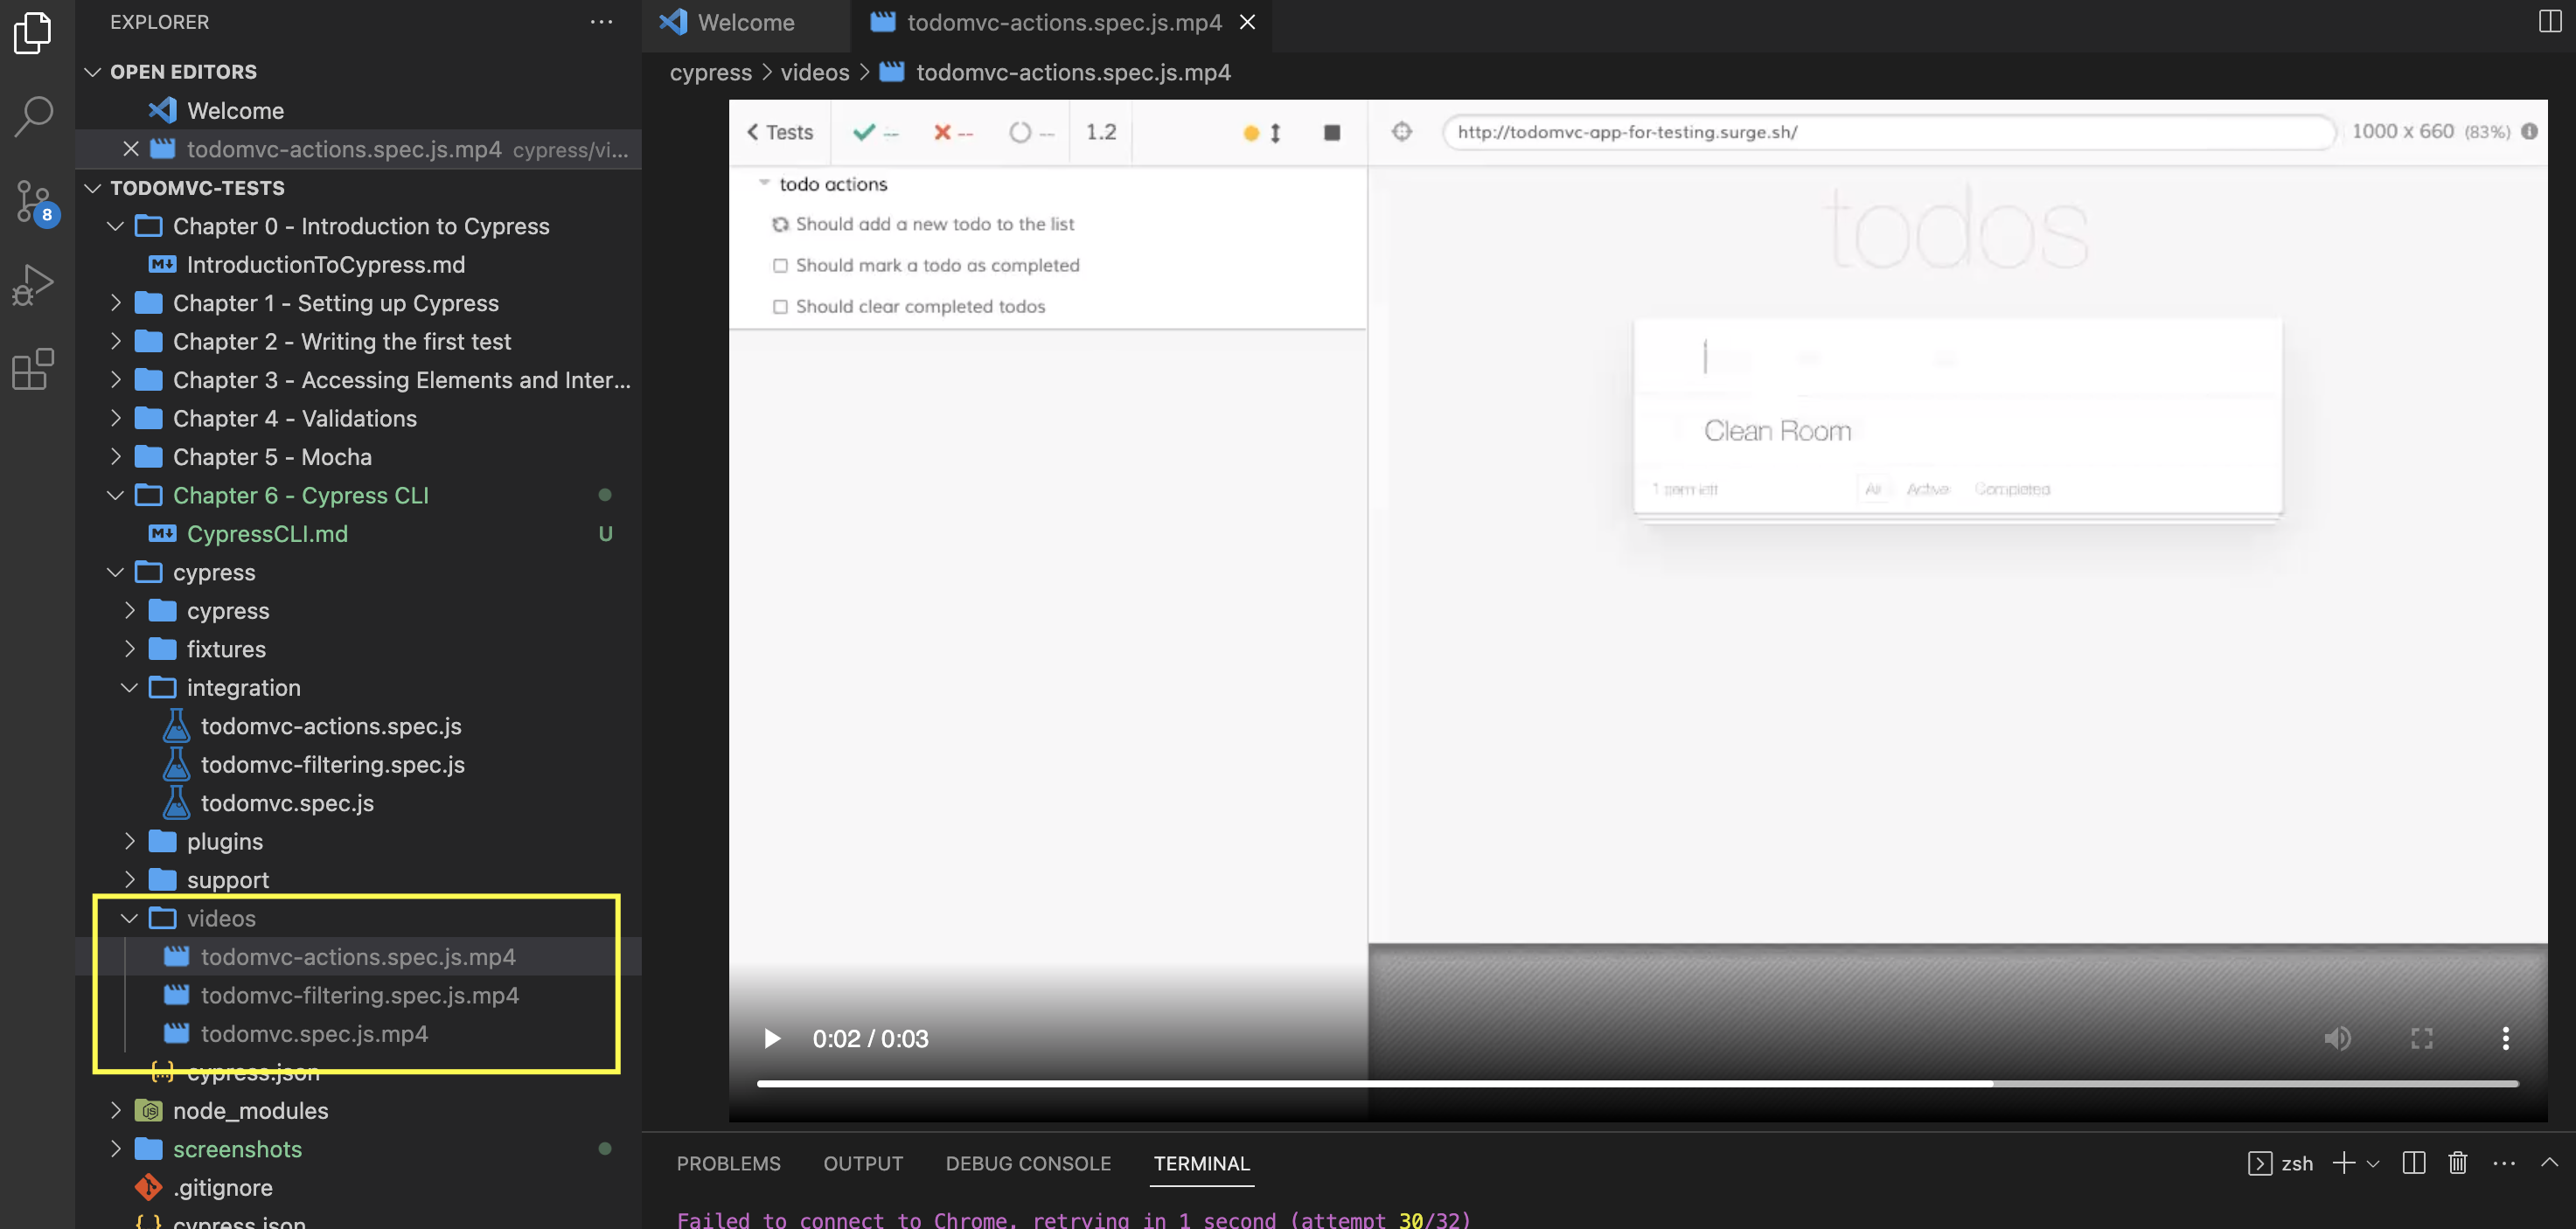 EXPLORER
OPEN EDITORS
Welcome
todomvc-actions.spec.js.mp4 cypress/vi...
TODOMVC-TESTS
Chapter 0 - Introduction to Cypress
IntroductionToCypress.md
Chapter 1 - Setting up Cypress
Chapter 2 - Writing the first test
Chapter 3 - Accessing Elements and Inter...
Chapter 4 - Validations
Chapter 5 - Mocha
Chapter 6 - Cypress CLI
CypressCLI.md U
cypress
cypress
fixtures
integration
todomvc-actions.spec.js
todomvc-filtering.spec.js
todomvc.spec.js
plugins
support
videos
todomvc-actions.spec.js.mp4
todomvc-filtering.spec.js.mp4
todomvc.spec.js.mp4
cypress.json
node_modules
screenshots
.gitignore
cypress.json
8
Welcome
todomvc-actions.spec.js.mp4
cypress > videos > todomvc-actions.spec.js.mp4
Tests -- -- -- 1.2
http://todomvc-app-for-testing.surge.sh/ 1000 x 660 (83%)
todo actions
Should add a new todo to the list
Should mark a todo as completed
Should clear completed todos
todos
Clean Room
1 item left All Active Completed
0:02 / 0:03
PROBLEMS OUTPUT DEBUG CONSOLE TERMINAL
zsh
Failed to connect to Chrome, retrying in 1 second (attempt 30/32)